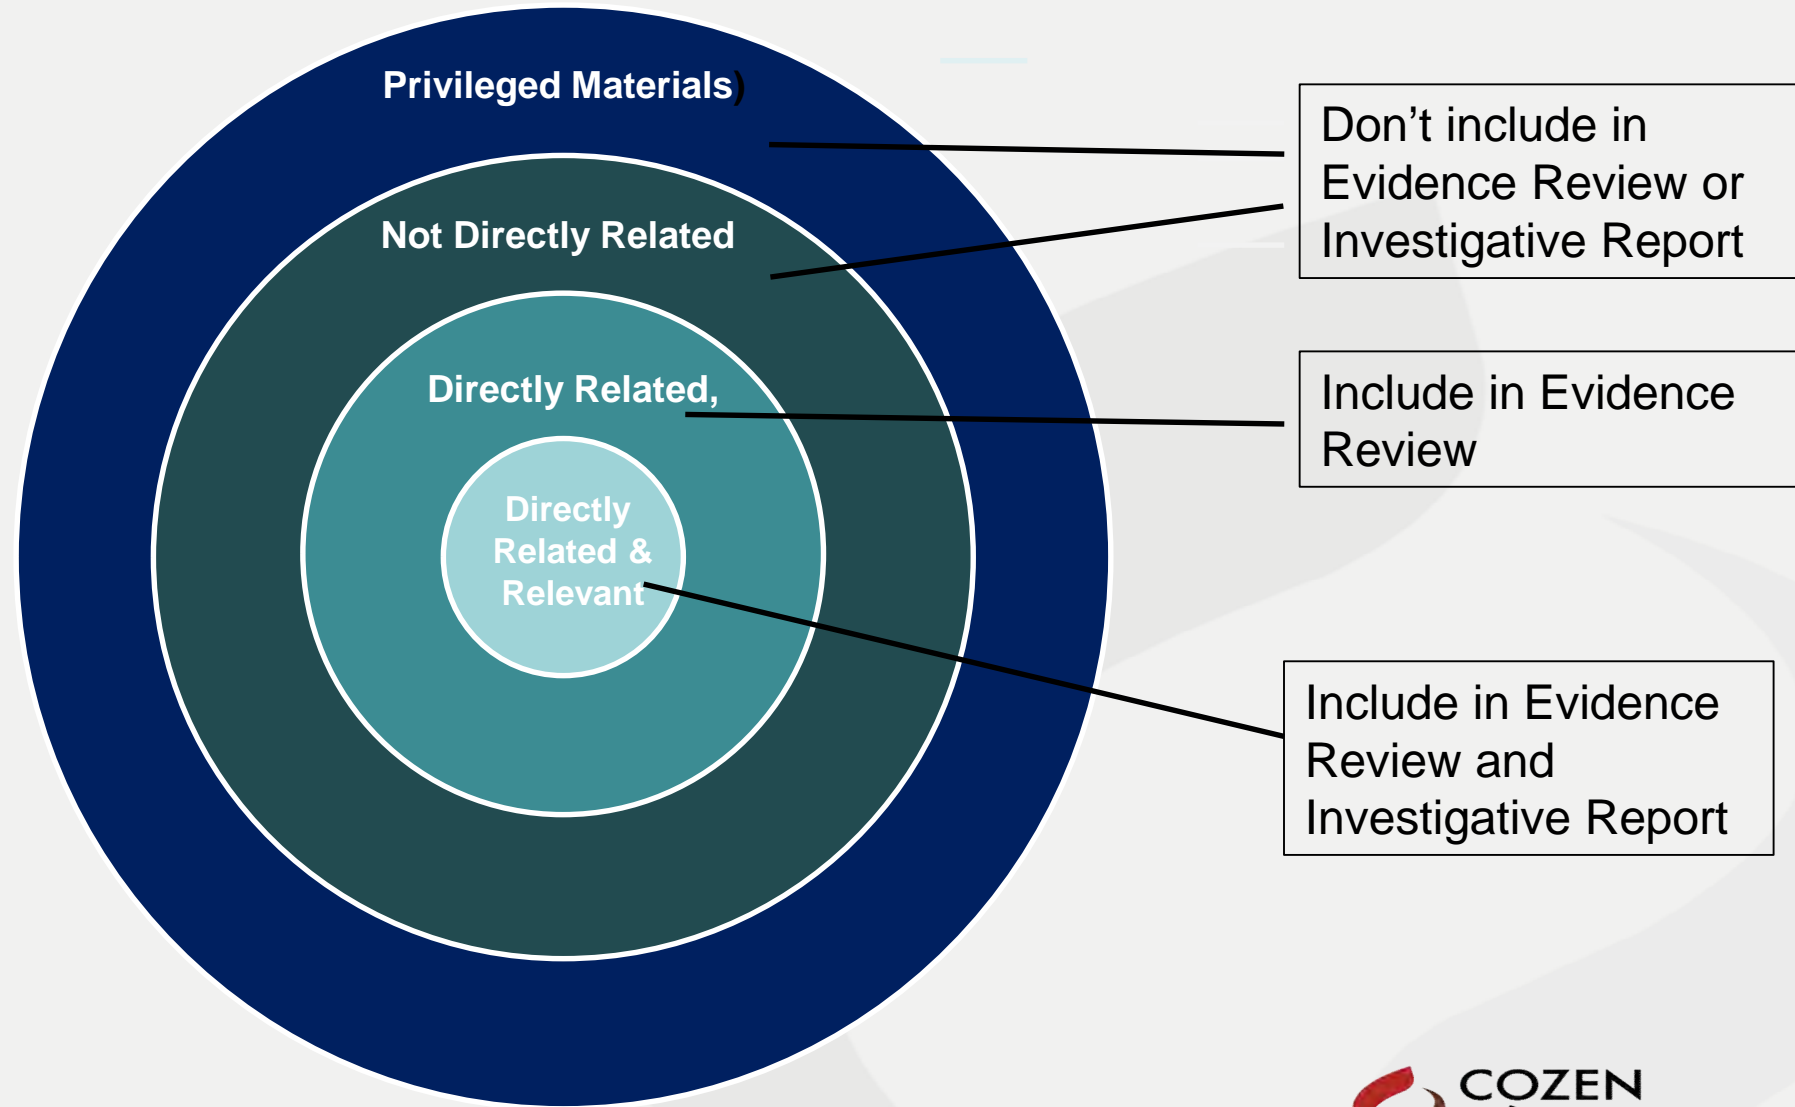 Privileged Materials)
Not Directly Related
Directly Related,
Directly
Related &
Relevant
Don’t include in
Evidence Review or
Investigative Report
Include in Evidence
Review
Include in Evidence
Review and
Investigative Report
COZEN